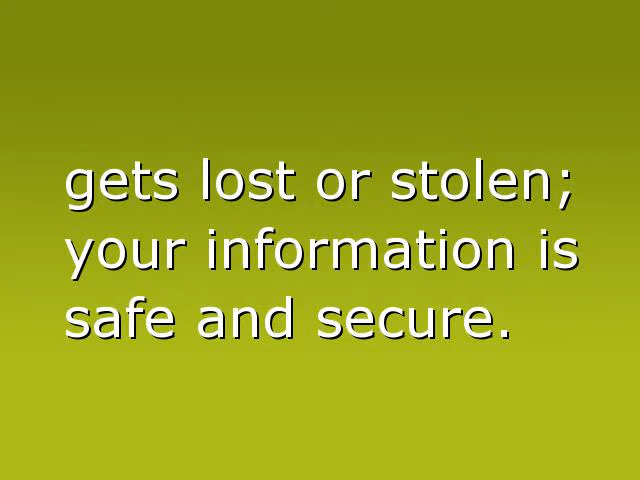 gets lost or stolen;
your information is
safe and secure.